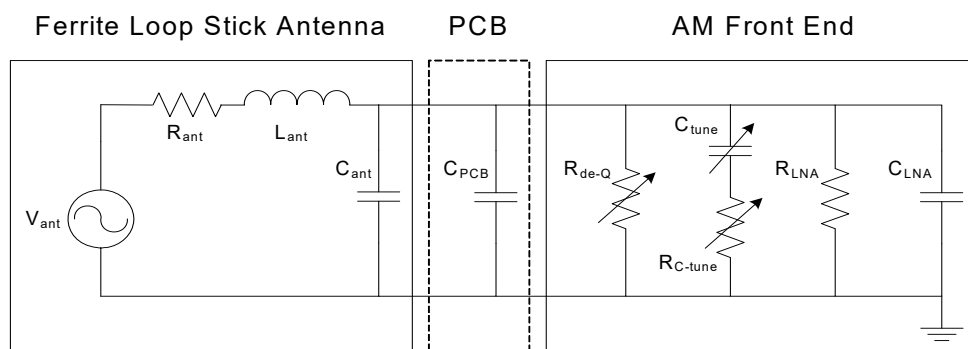 Ferrite Loop Stick Antenna
PCB
AM Front End
Rant
Lant
Cant
Vant
CPCB
Rde-Q
Ctune
RC-tune
RLNA
CLNA